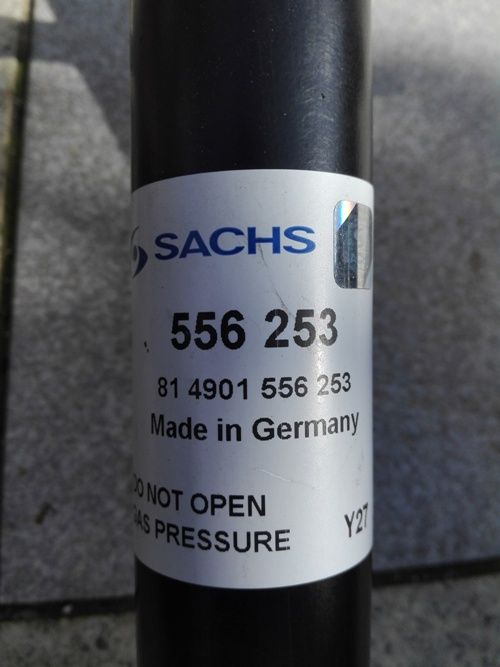 SACHS
556 253
81 4901 556 253
Made in Germany
DO NOT OPEN
GAS PRESSURE
Y27